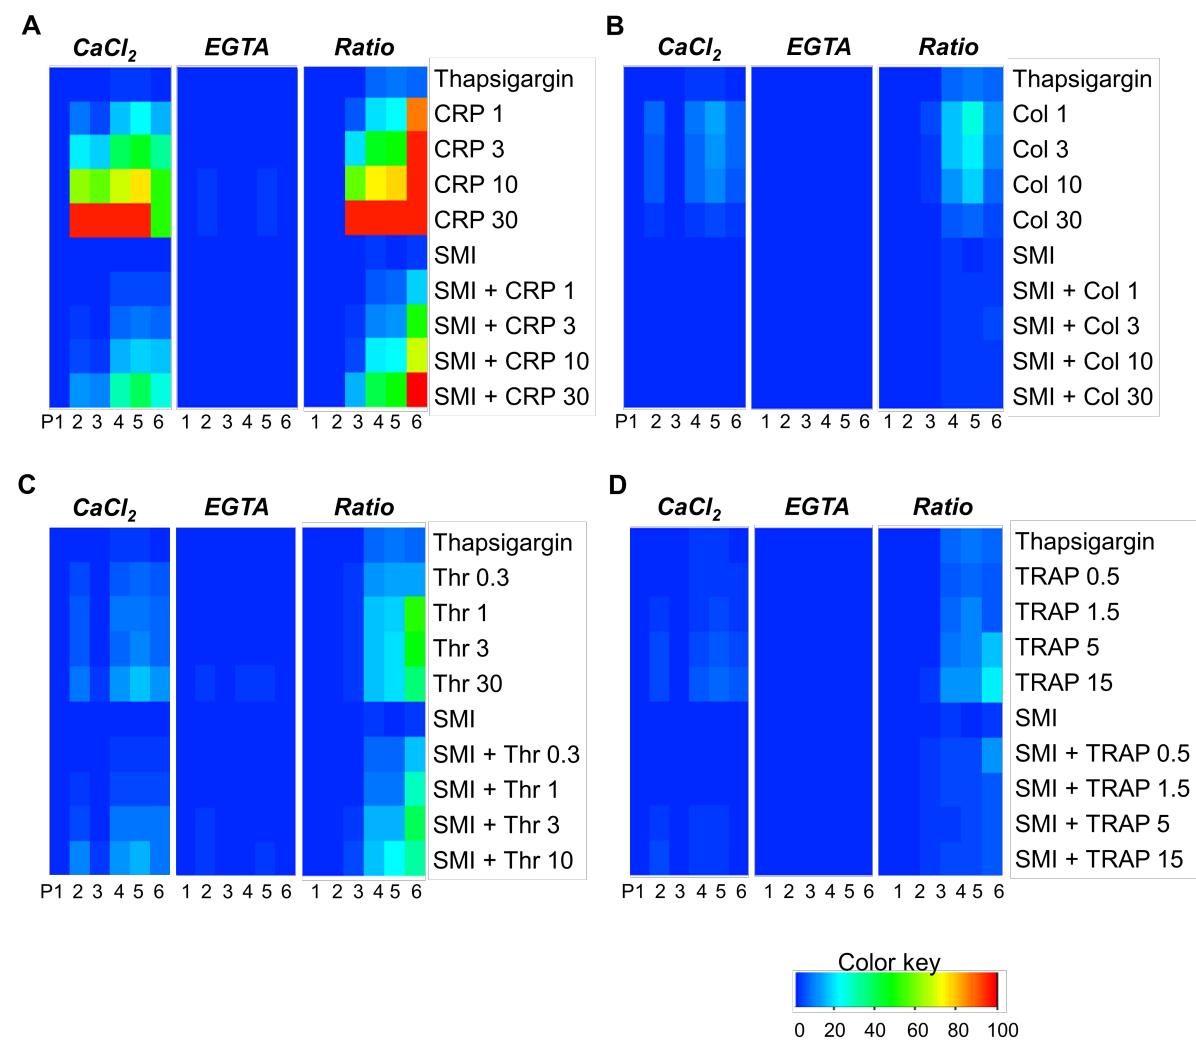 A
CaCl2 EGTA Ratio
Thapsigargin
CRP 1
CRP 3
CRP 10
CRP 30
SMI
SMI + CRP 1
SMI + CRP 3
SMI + CRP 10
SMI + CRP 30
P1 2 3 4 5 6 1 2 3 4 5 6 1 2 3 4 5 6
B
CaCl2 EGTA Ratio
Thapsigargin
Col 1
Col 3
Col 10
Col 30
SMI
SMI + Col 1
SMI + Col 3
SMI + Col 10
SMI + Col 30
P1 2 3 4 5 6 1 2 3 4 5 6 1 2 3 4 5 6
C
CaCl2 EGTA Ratio
Thapsigargin
Thr 0.3
Thr 1
Thr 3
Thr 30
SMI
SMI + Thr 0.3
SMI + Thr 1
SMI + Thr 3
SMI + Thr 10
P1 2 3 4 5 6 1 2 3 4 5 6 1 2 3 4 5 6
D
CaCl2 EGTA Ratio
Thapsigargin
TRAP 0.5
TRAP 1.5
TRAP 5
TRAP 15
SMI
SMI + TRAP 0.5
SMI + TRAP 1.5
SMI + TRAP 5
SMI + TRAP 15
P1 2 3 4 5 6 1 2 3 4 5 6 1 2 3 4 5 6
Color key
0 20 40 60 80 100